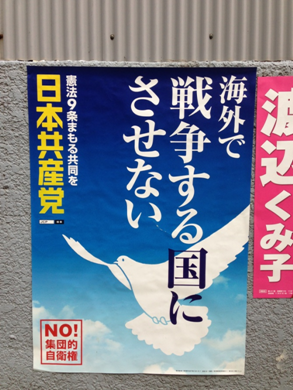 海外で
戦争する国に
させない
憲法9条まもる共同を
日本共産党
NO!
集団的
自衛権
渡辺くみ子